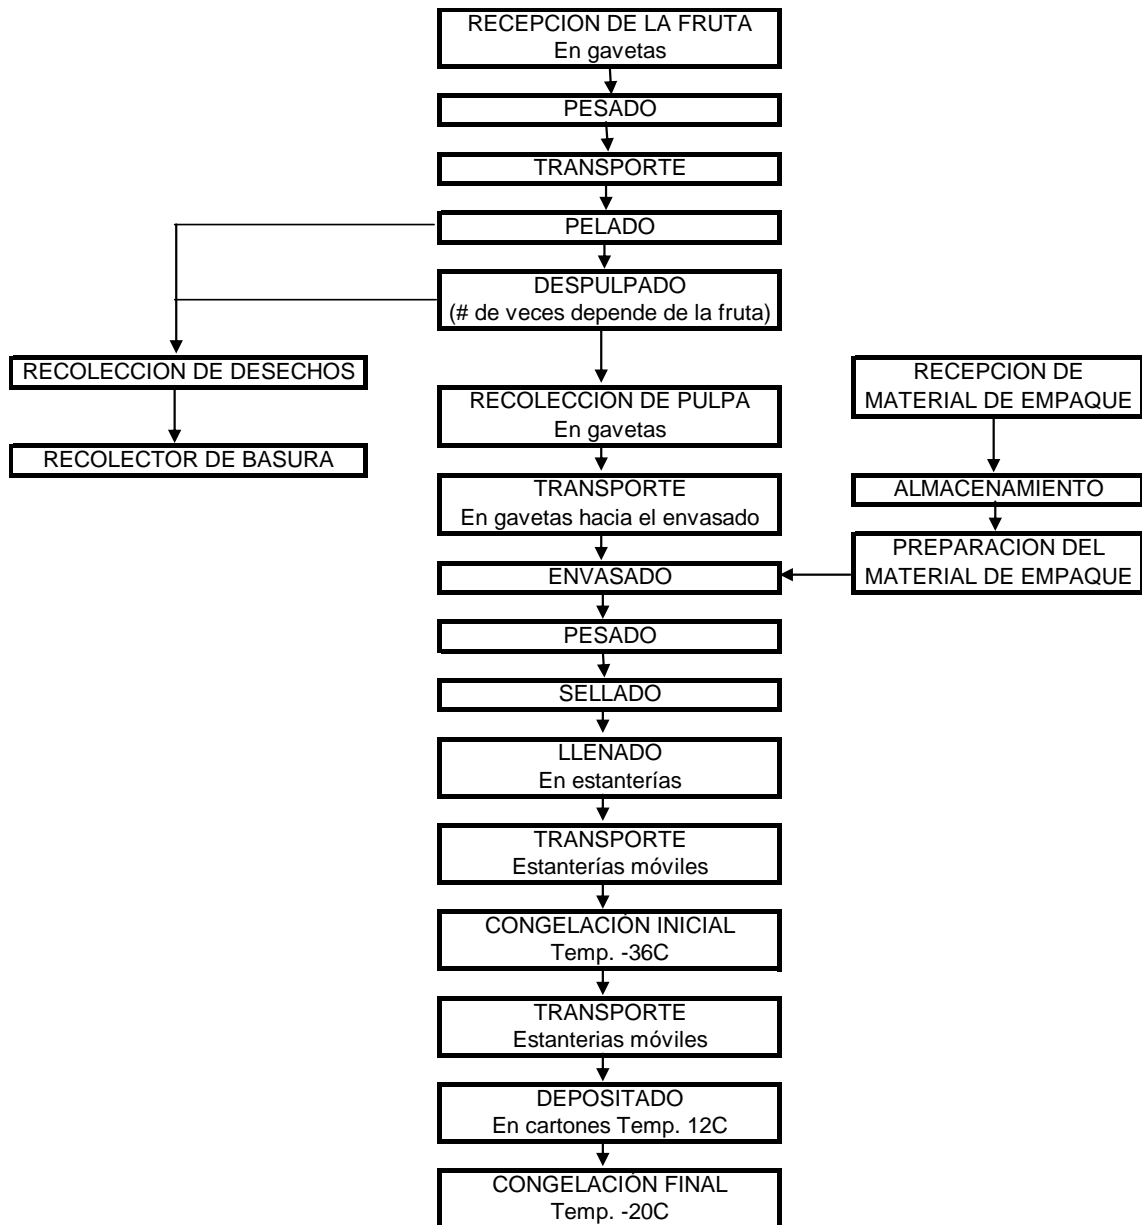 RECEPCION DE LA FRUTA
En gavetas
PESADO
TRANSPORTE
PELADO
DESPULPADO
(# de veces depende de la fruta)
RECOLECCION DE DESECHOS
RECOLECTOR DE BASURA
RECEPCION DE
MATERIAL DE EMPAQUE
RECOLECCION DE PULPA
En gavetas
ALMACENAMIENTO
TRANSPORTE
En gavetas hacia el envasado
PREPARACION DEL
MATERIAL DE EMPAQUE
ENVASADO
PESADO
SELLADO
LLENADO
En estanterías
TRANSPORTE
Estanterías móviles
CONGELACIÓN INICIAL
Temp. -36C
TRANSPORTE
Estanterias móviles
DEPOSITADO
En cartones Temp. 12C
CONGELACIÓN FINAL
Temp. -20C